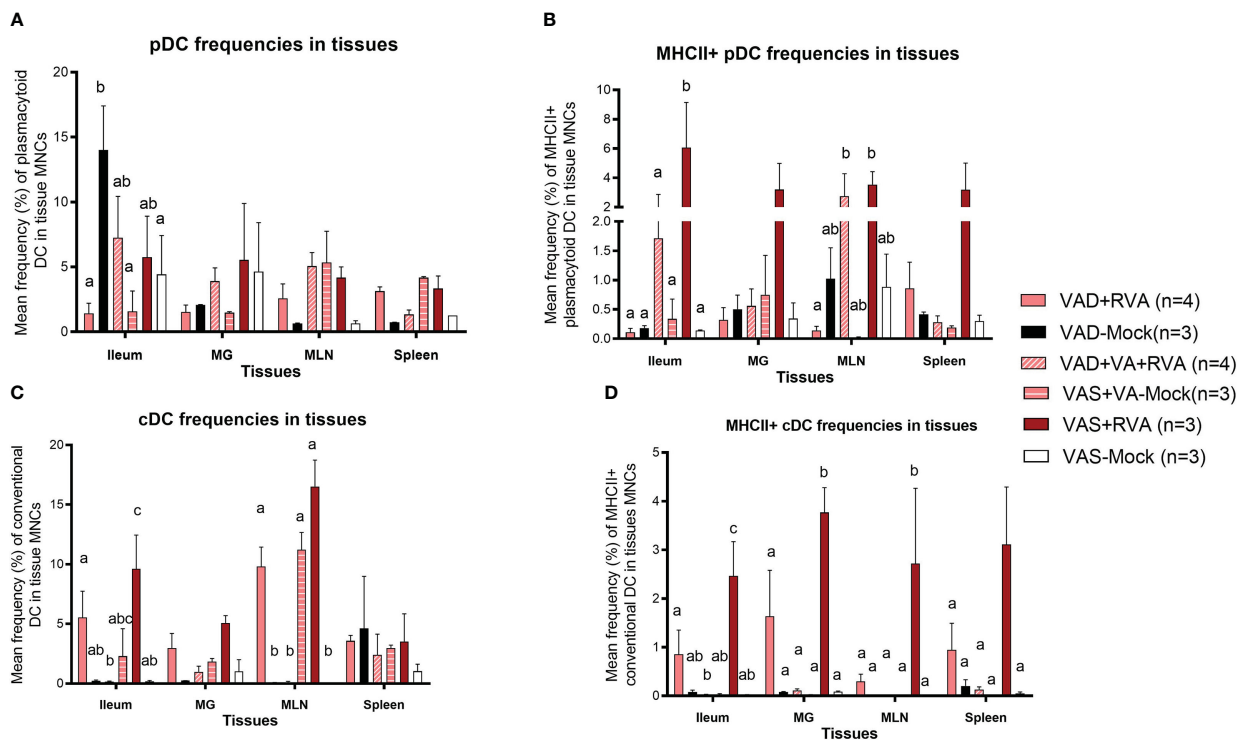 A
pDC frequencies in tissues
Mean frequency (%) of plasmacytoid
DC in tissue MNCs
20
15
10
5
0
a
b
ab
a
ab
a
Ileum
MG
MLN
Spleen
Tissues
B
MHCII+ pDC frequencies in tissues
Mean frequency (%) of MHCII+
plasmacytoid DC in tissue MNCs
10
8
6
4
2
2.0
1.5
1.0
0.5
0.0
a
a
a
a
b
a
a
ab
b
ab
b
ab
Ileum
MG
MLN
Spleen
Tissues
VAD+RVA (n=4)
VAD-Mock(n=3)
VAD+VA+RVA (n=4)
VAS+VA-Mock(n=3)
VAS+RVA (n=3)
VAS-Mock (n=3)
C
cDC frequencies in tissues
Mean frequency (%) of conventional
DC in tissue MNCs
20
15
10
5
0
a
ab
b
abc
c
ab
a
b
b
a
a
b
Ileum
MG
MLN
Spleen
Tissues
D
MHCII+ cDC frequencies in tissues
Mean frequency (%) of MHCII+
conventional DC in tissues MNCs
5
4
3
2
1
0
a
ab
b
ab
c
ab
a
a
a
a
b
a
a
a
a
a
b
a
a
a
a
a
a
Ileum
MG
MLN
Spleen
Tissues